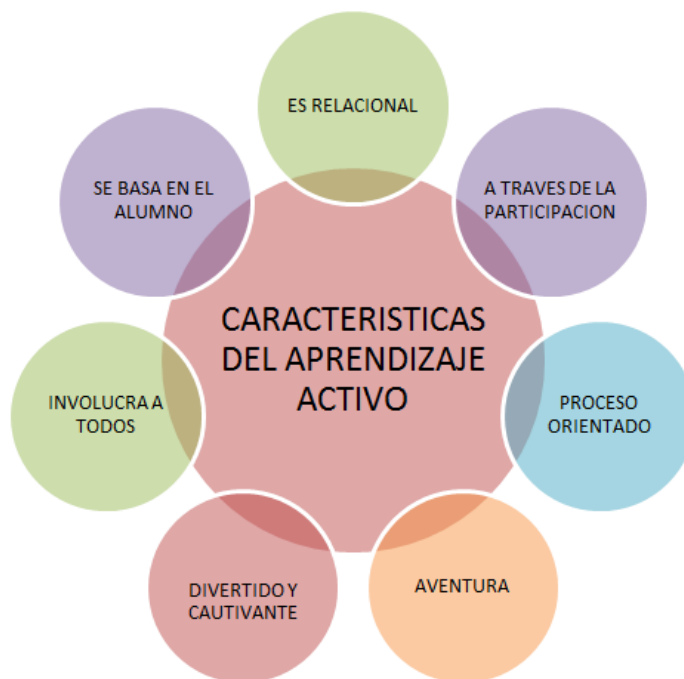 ES RELACIONAL
A TRAVES DE LA
PARTICIPACION
PROCESO
ORIENTADO
AVENTURA
DIVERTIDO Y
CAUTIVANTE
INVOLUCRA A
TODOS
SE BASA EN EL
ALUMNO
CARACTERISTICAS
DEL APRENDIZAJE
ACTIVO